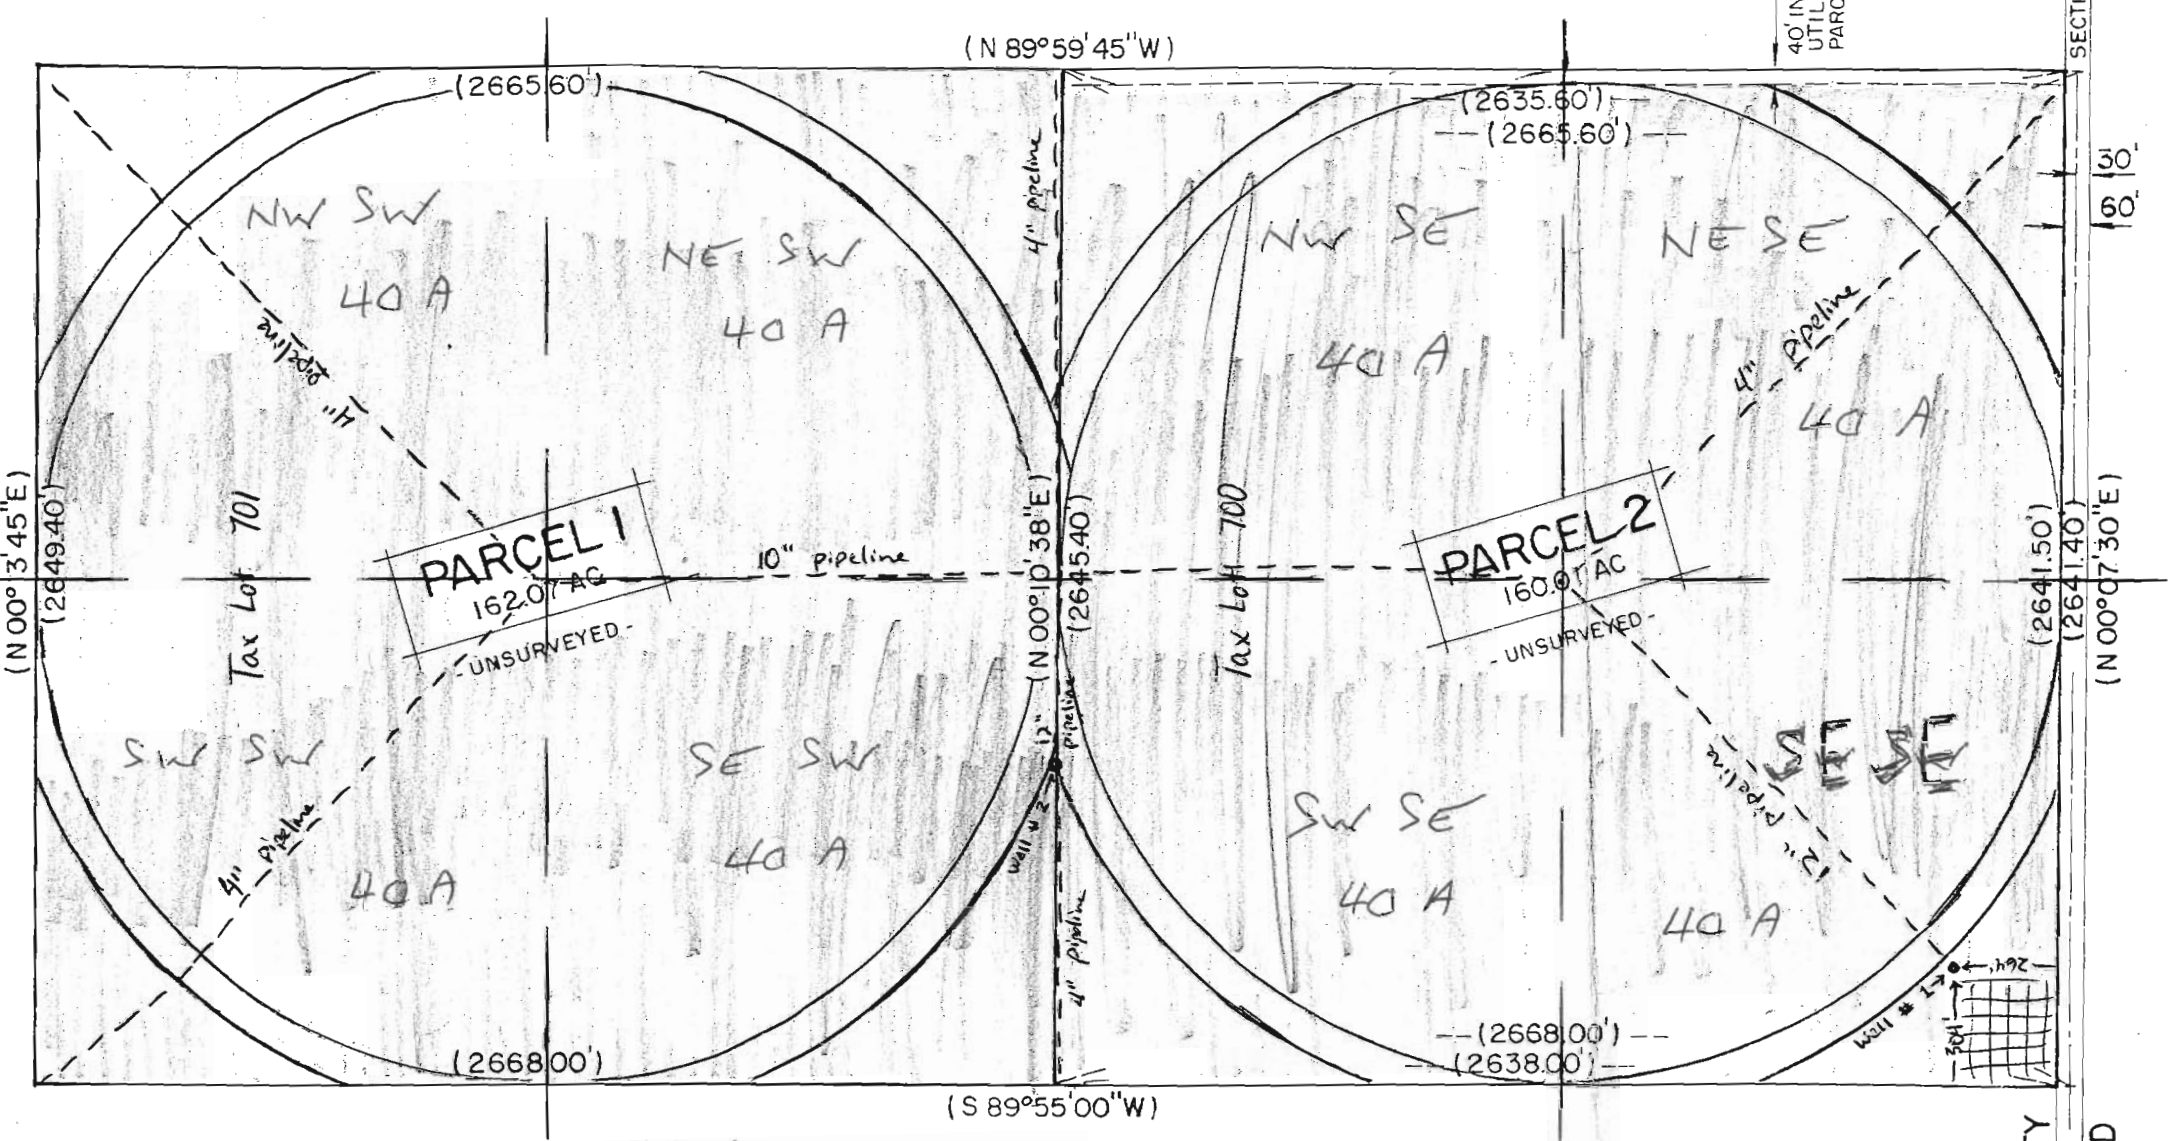 40' IN
UTIL
PARC
SECTI
(N 89°59'45"W)
(2665.60')
(2635.60')
--(2665.60')--
30'
60'
4" pipeline
NW SW
40 A
NE SW
40 A
NW SE
40 A
NE SE
40 A
4" pipeline
4" Pipeline
Tax Lot 701
PARCEL 1
162.07 AC
-UNSURVEYED-
10" pipeline
(N 00°13'45"E)
(2649.40')
(N 00°10'38"E)
(2645.40')
Tax Lot 700
PARCEL 2
160.01 AC
-UNSURVEYED-
(2641.50')
(2641.40')
(N 00°07'30"E)
12" pipeline
Well # 2
SW SW
40 A
4" Pipeline
SE SW
40 A
4" pipeline
SW SE
40 A
SE SE
40 A
12" Pipeline
264'
Well # 1
304'
(2668.00')
--(2668.00')--
--(2638.00')--
(S 89°55'00"W)
Y
D